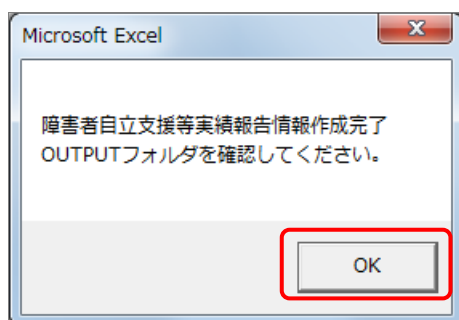 Microsoft Excel
障害者自立支援等実績報告情報作成完了
OUTPUTフォルダを確認してください。
OK